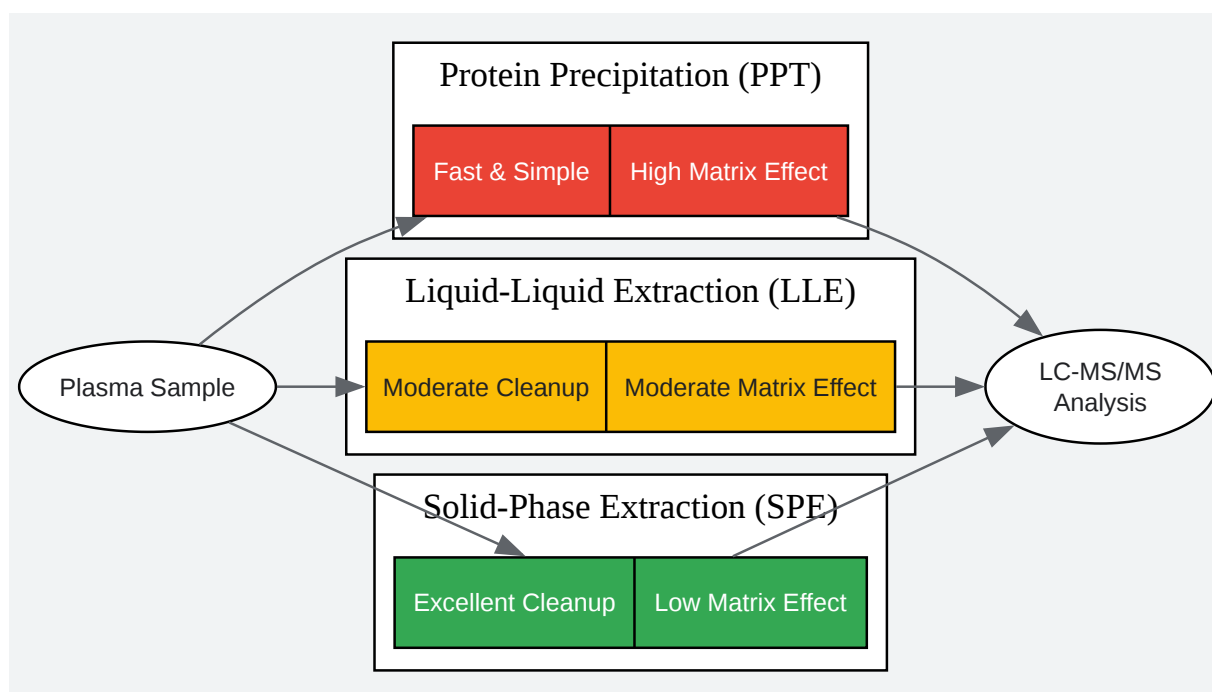 Protein Precipitation (PPT)
Fast & Simple
High Matrix Effect
Liquid-Liquid Extraction (LLE)
Plasma Sample
Moderate Cleanup
Moderate Matrix Effect
LC-MS/MS
Analysis
Solid-Phase Extraction (SPE)
Excellent Cleanup
Low Matrix Effect